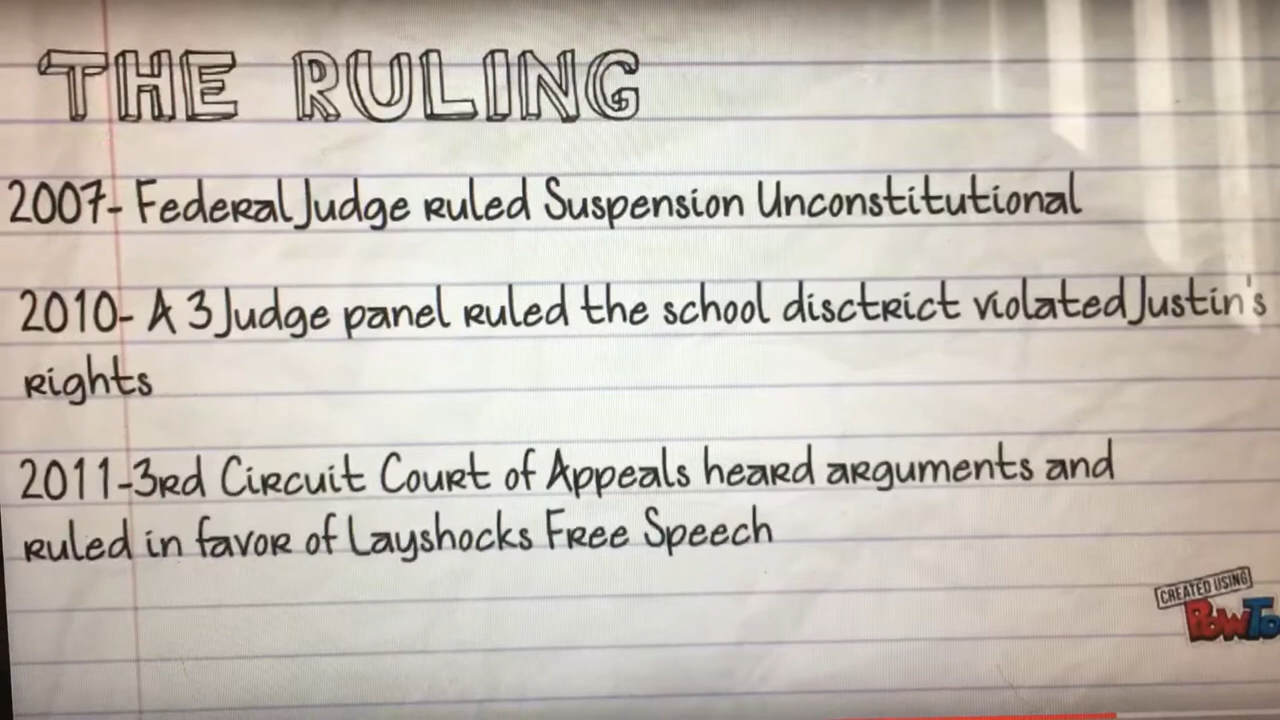 THE RULING
2007- Federal Judge ruled Suspension Unconstitutional
2010- A 3 Judge panel ruled the school disctrict violated Justin's
rights
2011-3rd Circuit Court of Appeals heard arguments and
ruled in favor of Layshocks Free Speech
CREATED USING
PowTo